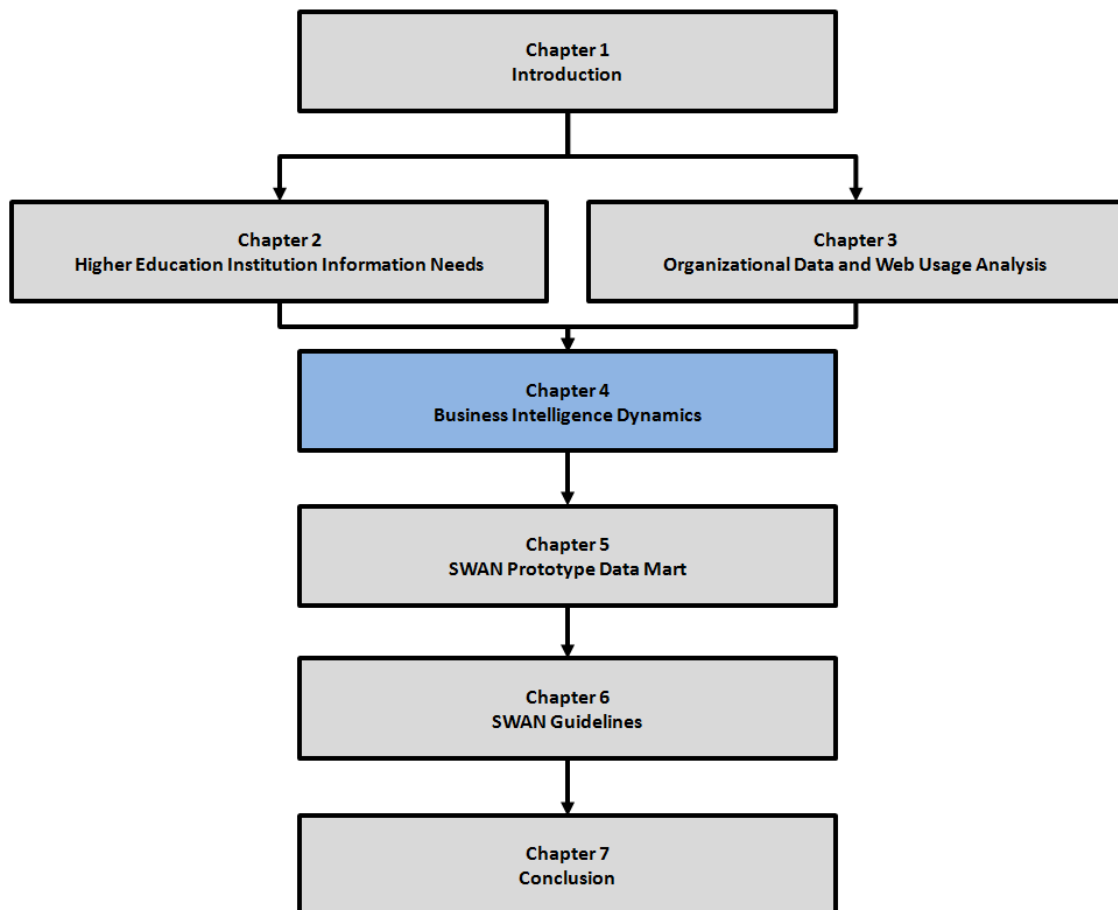 Chapter 1
Introduction
Chapter 2
Higher Education Institution Information Needs
Chapter 3
Organizational Data and Web Usage Analysis
Chapter 4
Business Intelligence Dynamics
Chapter 5
SWAN Prototype Data Mart
Chapter 6
SWAN Guidelines
Chapter 7
Conclusion